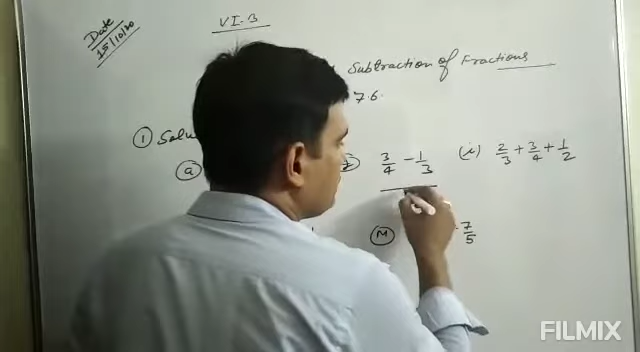 VI-B
Date
15/10/20
Subtraction of Fractions
7.6.
① Solu
ⓐ
3/4 - 1/3
(i) 2/3 + 3/4 + 1/2
Ⓜ
7/5
FILMIX